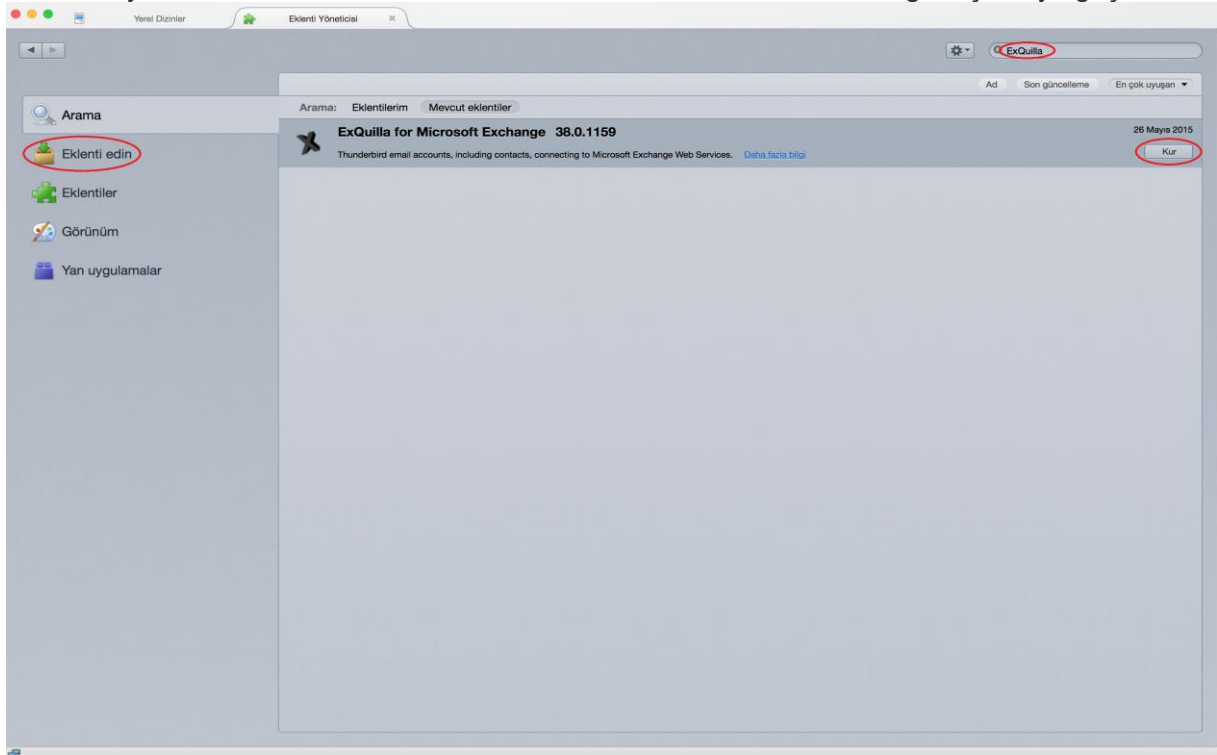 Yerel Dizinler
Eklenti Yöneticisi
ExQuilla
Ad Son güncelleme En çok uyuşan
Arama
Eklenti edin
Eklentiler
Görünüm
Yan uygulamalar
Arama: Eklentilerim Mevcut eklentiler
ExQuilla for Microsoft Exchange 38.0.1159
26 Mayıs 2015
Thunderbird email accounts, including contacts, connecting to Microsoft Exchange Web Services. Daha fazla bilgi
Kur